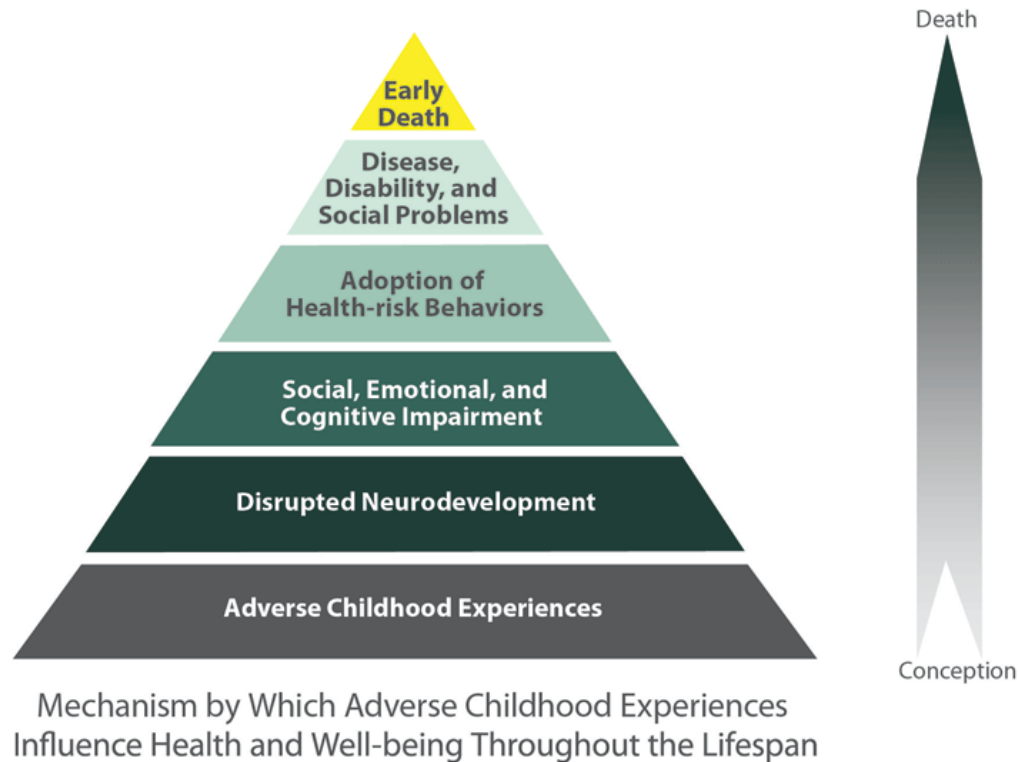 Death
Early
Death
Disease,
Disability, and
Social Problems
Adoption of
Health-risk Behaviors
Social, Emotional, and
Cognitive Impairment
Disrupted Neurodevelopment
Adverse Childhood Experiences
Conception
Mechanism by Which Adverse Childhood Experiences
Influence Health and Well-being Throughout the Lifespan